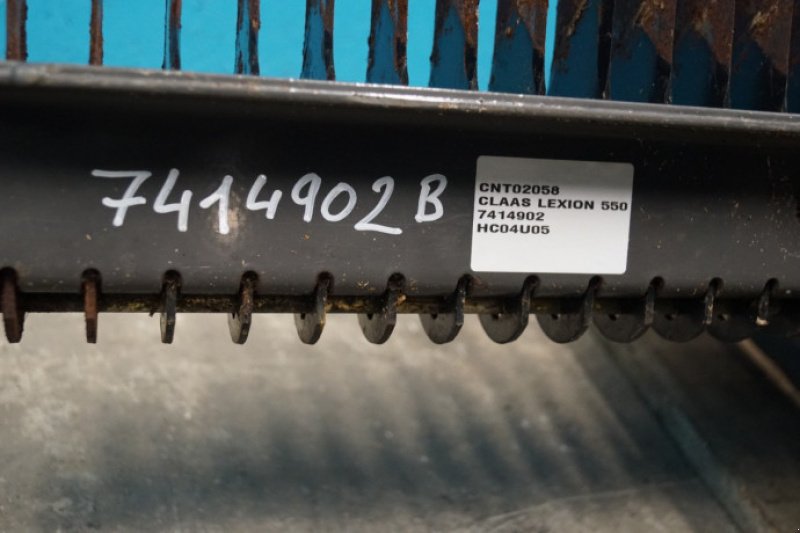 7414902B
CNT02058
CLAAS LEXION 550
7414902
HC04U05